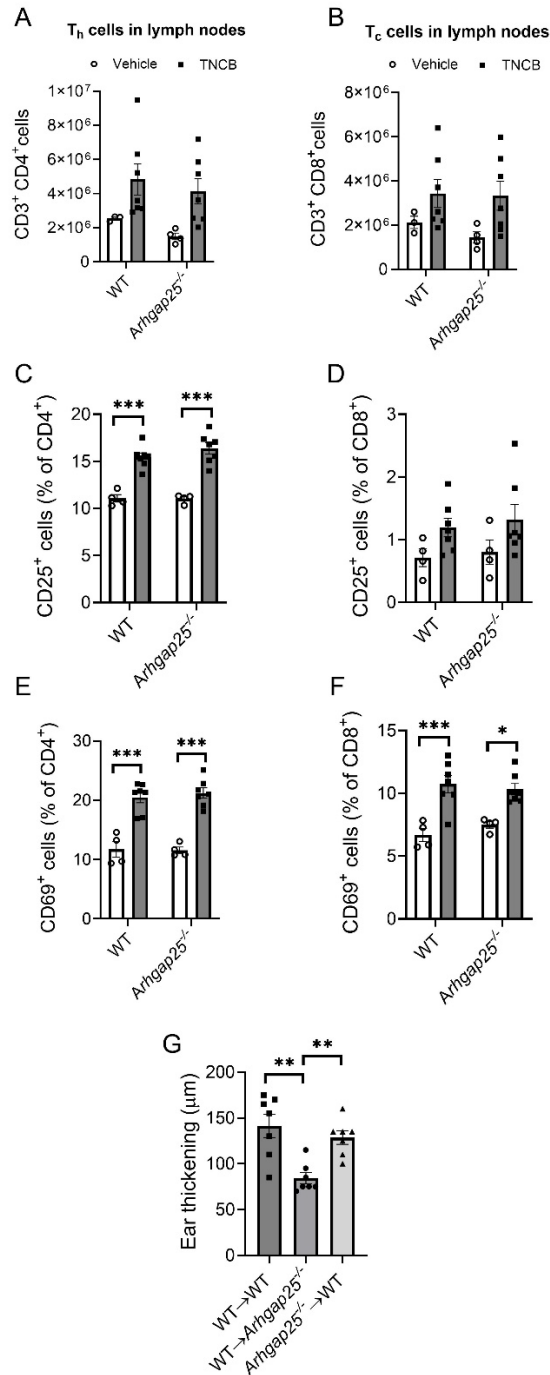 A
T_h cells in lymph nodes
○ Vehicle ■ TNCB
CD3⁺ CD4⁺cells
1×10⁷
8×10⁶
6×10⁶
4×10⁶
2×10⁶
0
WT
Arhgap25⁻/⁻
B
T_c cells in lymph nodes
○ Vehicle ■ TNCB
CD3⁺ CD8⁺cells
8×10⁶
6×10⁶
4×10⁶
2×10⁶
0
WT
Arhgap25⁻/⁻
C
CD25⁺ cells (% of CD4⁺)
20
15
10
5
0
***
***
WT
Arhgap25⁻/⁻
D
CD25⁺ cells (% of CD8⁺)
3
2
1
0
WT
Arhgap25⁻/⁻
E
CD69⁺ cells (% of CD4⁺)
30
20
10
0
***
***
WT
Arhgap25⁻/⁻
F
CD69⁺ cells (% of CD8⁺)
15
10
5
0
***
*
WT
Arhgap25⁻/⁻
G
Ear thickening (μm)
200
150
100
50
0
**
**
WT→WT
WT→Arhgap25⁻/⁻
Arhgap25⁻/⁻→WT